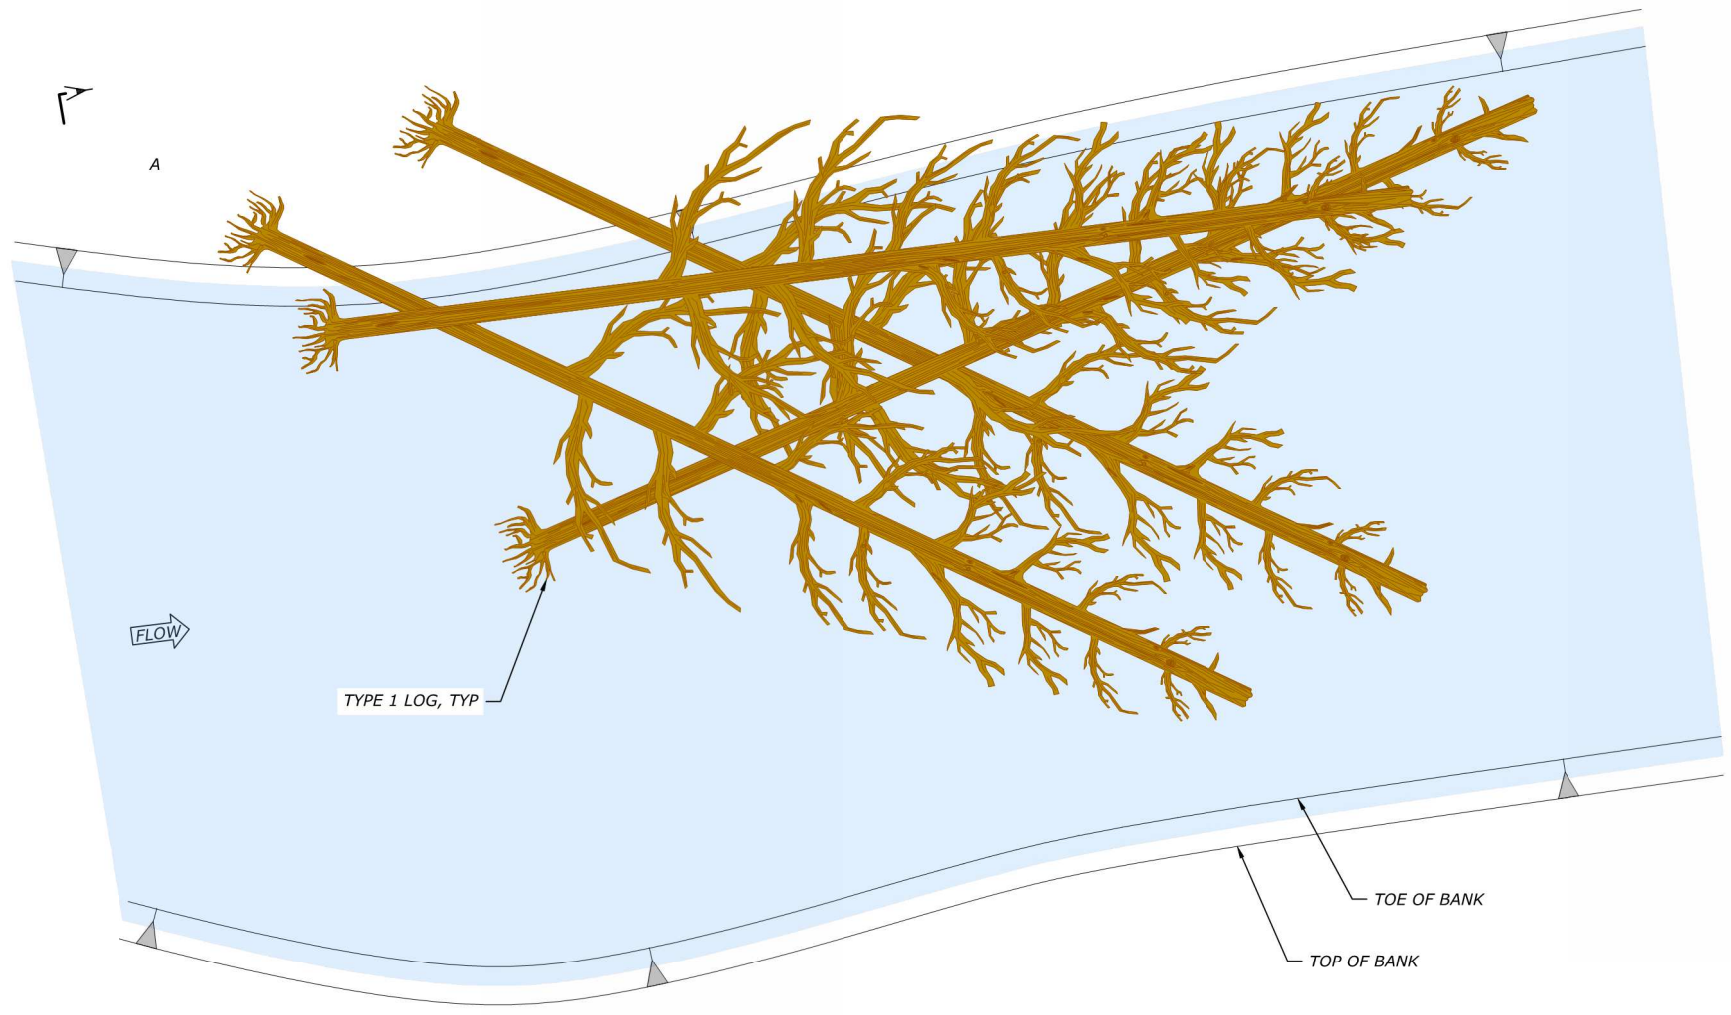 A
FLOW
TYPE 1 LOG, TYP
TOE OF BANK
TOP OF BANK